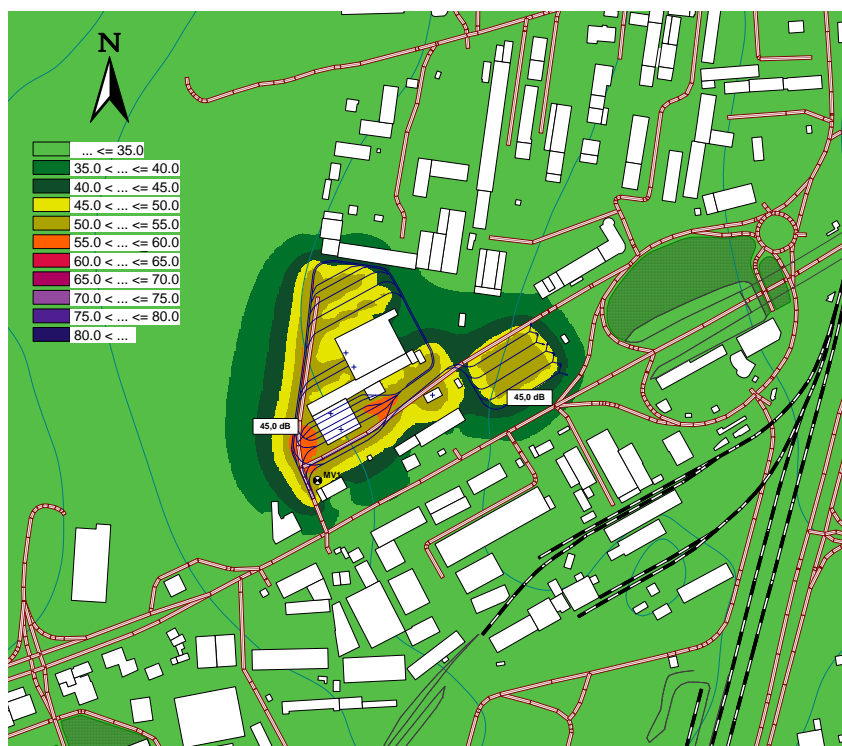 N
... <= 35.0
35.0 < ... <= 40.0
40.0 < ... <= 45.0
45.0 < ... <= 50.0
50.0 < ... <= 55.0
55.0 < ... <= 60.0
60.0 < ... <= 65.0
65.0 < ... <= 70.0
70.0 < ... <= 75.0
75.0 < ... <= 80.0
80.0 < ...
45,0 dB
45,0 dB
MV1